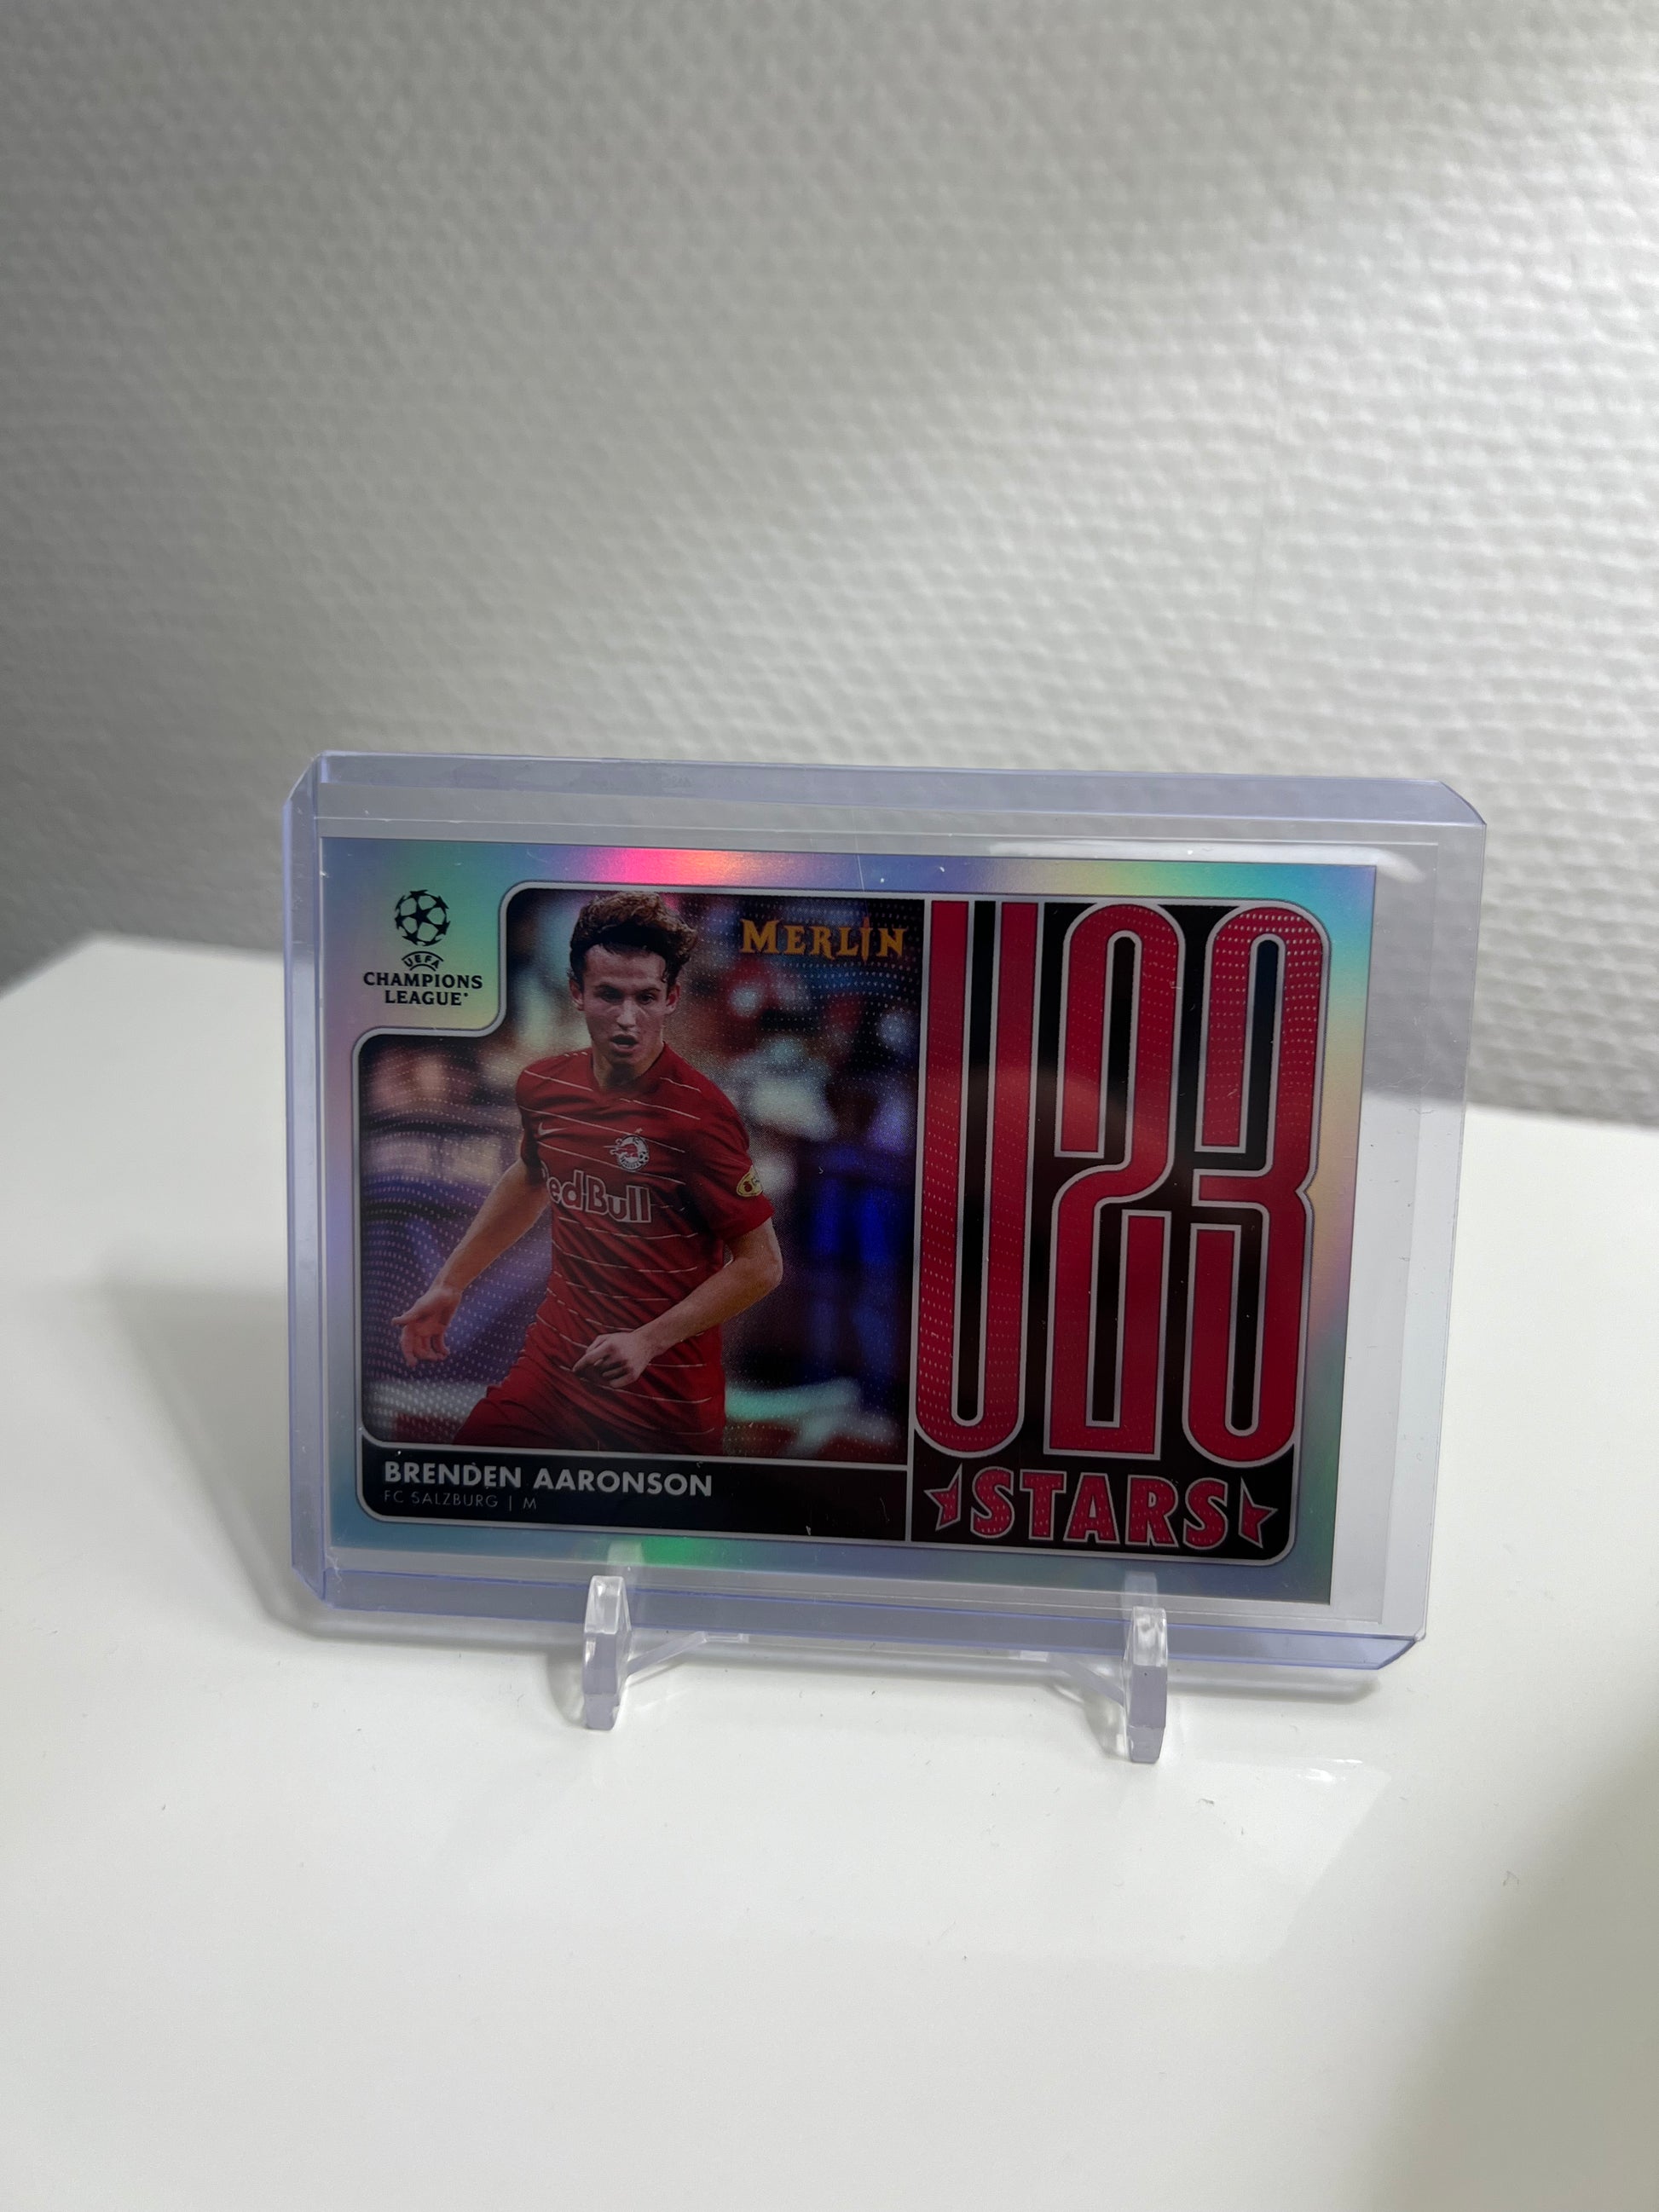 UEFA
CHAMPIONS
LEAGUE
MERLIN
edBull
U23
STARS
BRENDEN AARONSON
FC SALZBURG | M